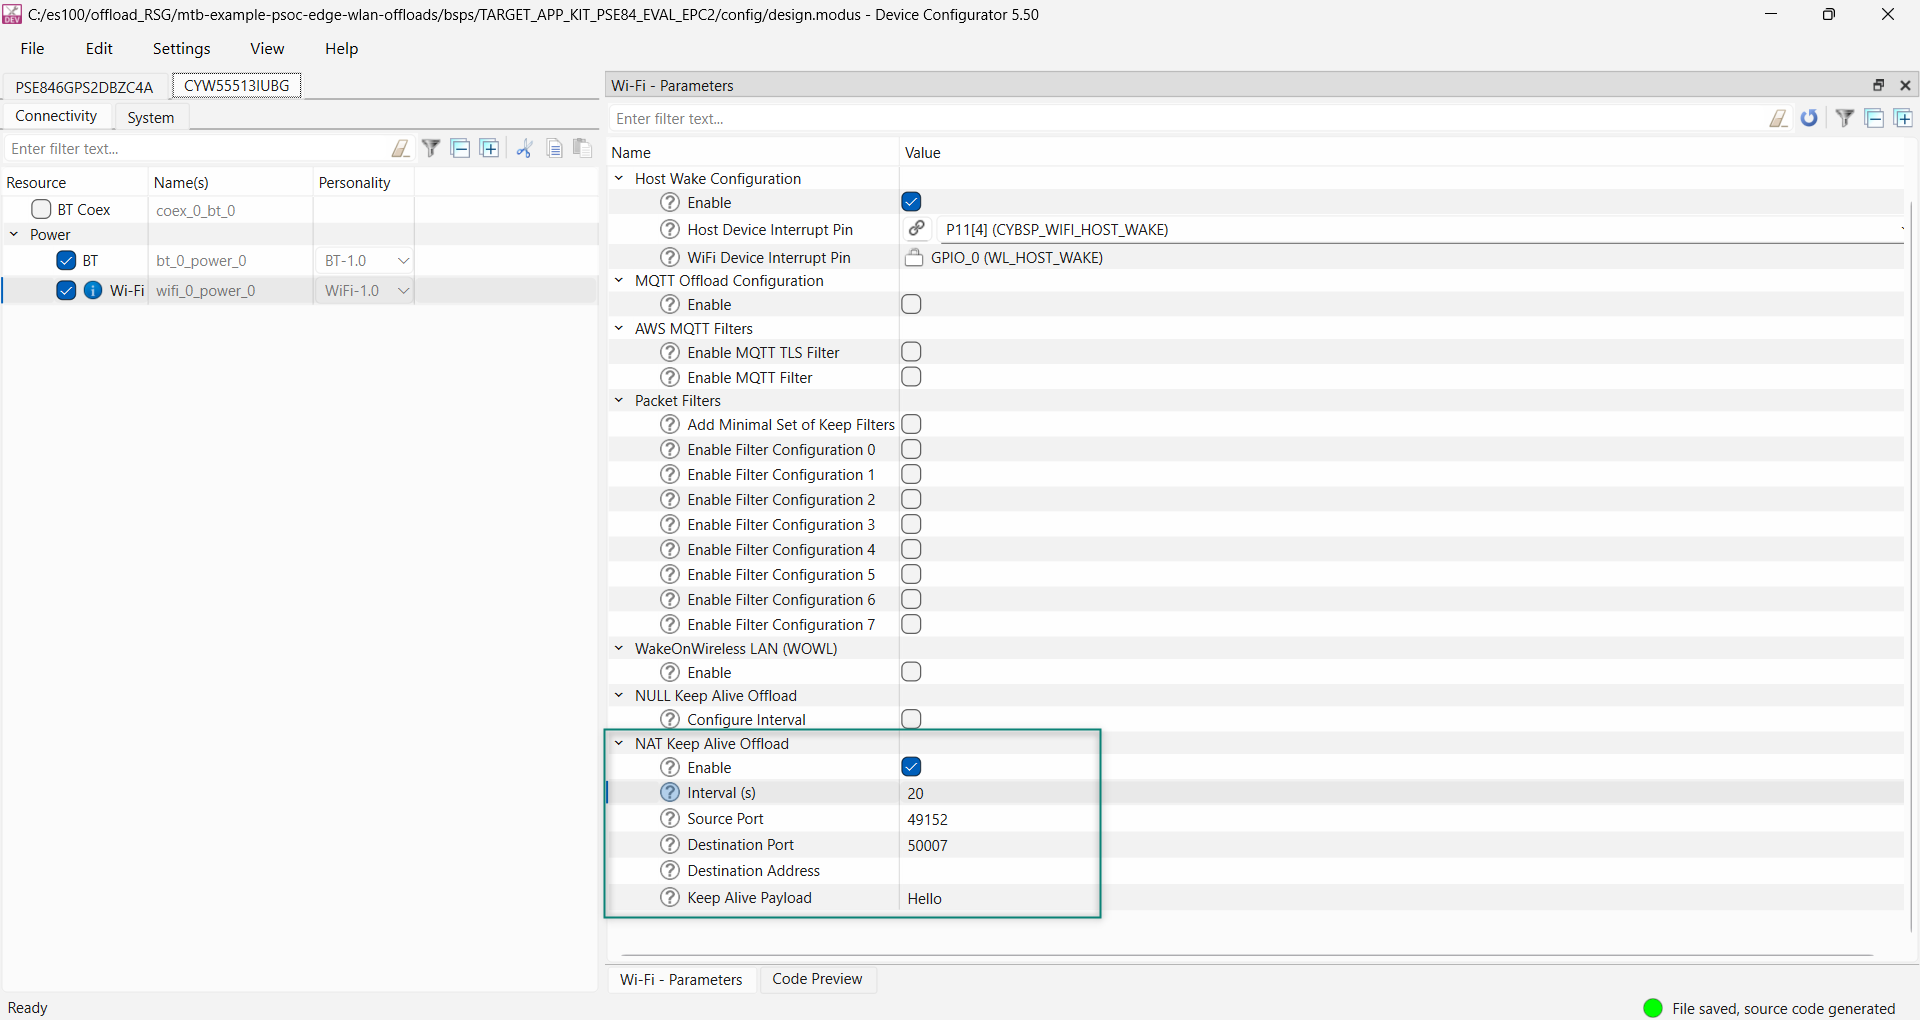 C:/es100/offload_RSG/mtb-example-psoc-edge-wlan-offloads/bsps/TARGET_APP_KIT_PSE84_EVAL_EPC2/config/design.modus - Device Configurator 5.50
File Edit Settings View Help
PSE846GPS2DBZC4A CYW55513IUBG
Connectivity System
Enter filter text...
Resource Name(s) Personality
BT Coex coex_0_bt_0
Power
BT bt_0_power_0 BT-1.0
Wi-Fi wifi_0_power_0 WiFi-1.0
Wi-Fi - Parameters
Enter filter text...
Name Value
Host Wake Configuration
Enable
Host Device Interrupt Pin P11[4] (CYBSP_WIFI_HOST_WAKE)
WiFi Device Interrupt Pin GPIO_0 (WL_HOST_WAKE)
MQTT Offload Configuration
Enable
AWS MQTT Filters
Enable MQTT TLS Filter
Enable MQTT Filter
Packet Filters
Add Minimal Set of Keep Filters
Enable Filter Configuration 0
Enable Filter Configuration 1
Enable Filter Configuration 2
Enable Filter Configuration 3
Enable Filter Configuration 4
Enable Filter Configuration 5
Enable Filter Configuration 6
Enable Filter Configuration 7
WakeOnWireless LAN (WOWL)
Enable
NULL Keep Alive Offload
Configure Interval
NAT Keep Alive Offload
Enable
Interval (s) 20
Source Port 49152
Destination Port 50007
Destination Address
Keep Alive Payload Hello
Wi-Fi - Parameters Code Preview
Ready
File saved, source code generated